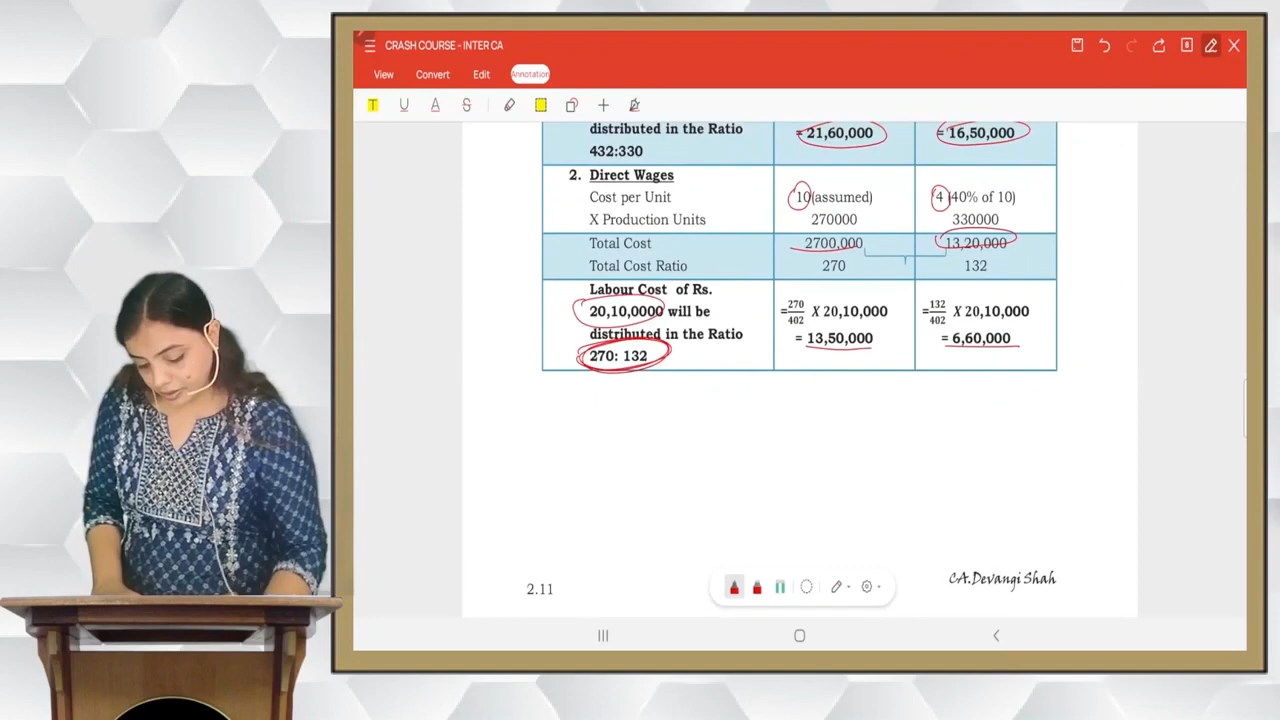 CRASH COURSE - INTER CA
View Convert Edit Annotation
distributed in the Ratio = 21,60,000 = 16,50,000
432:330
2. Direct Wages
Cost per Unit 10(assumed) 4 (40% of 10)
X Production Units 270000 330000
Total Cost 2700,000 13,20,000
Total Cost Ratio 270 132
Labour Cost of Rs.
20,10,0000 will be =270/402 X 20,10,000 =132/402 X 20,10,000
distributed in the Ratio = 13,50,000 = 6,60,000
270: 132
2.11 CA.Devangi Shah